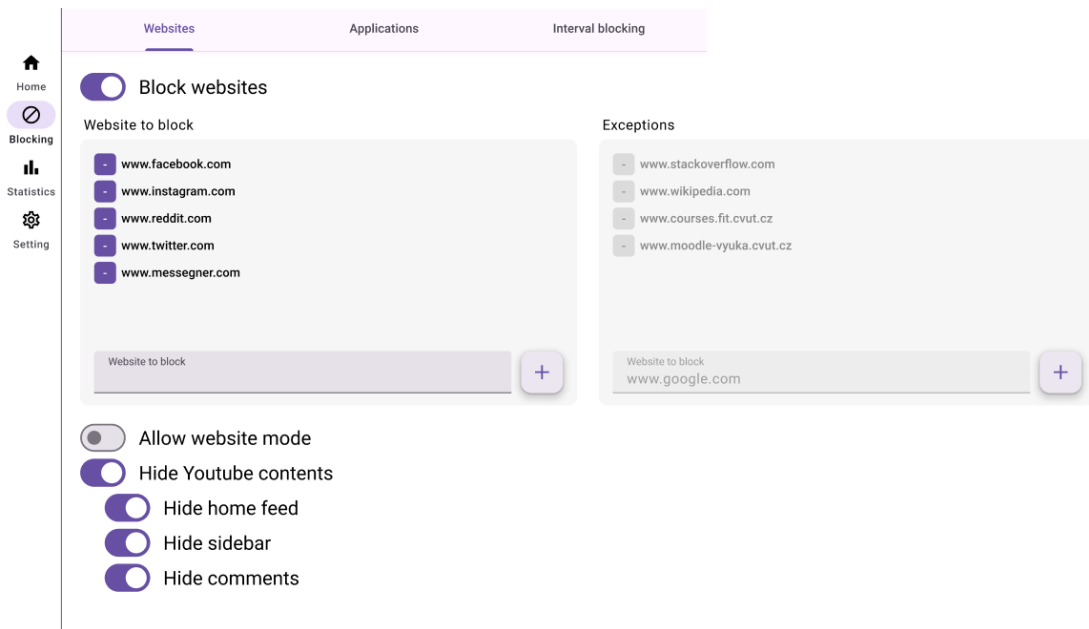 Websites
Applications
Interval blocking
Home
Blocking
Statistics
Setting
Block websites
Website to block
- www.facebook.com
- www.instagram.com
- www.reddit.com
- www.twitter.com
- www.messegner.com
Website to block
+
Exceptions
- www.stackoverflow.com
- www.wikipedia.com
- www.courses.fit.cvut.cz
- www.moodle-vyuka.cvut.cz
Website to block
www.google.com
+
Allow website mode
Hide Youtube contents
Hide home feed
Hide sidebar
Hide comments